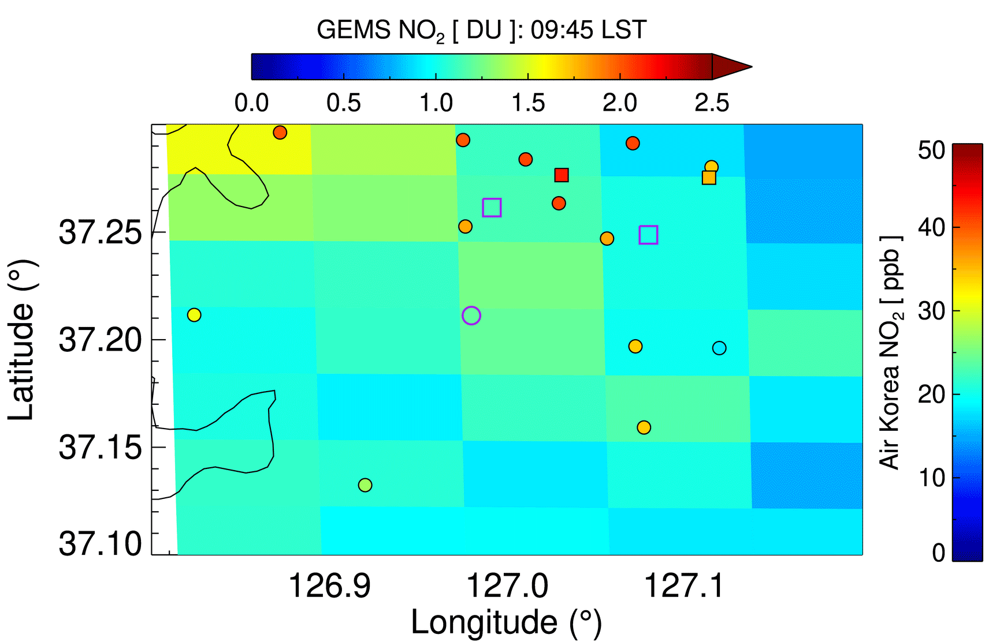 GEMS NO₂ [ DU ]: 09:45 LST
0.0 0.5 1.0 1.5 2.0 2.5
37.25
37.20
37.15
37.10
Latitude (°)
126.9 127.0 127.1
Longitude (°)
50
40
30
20
10
0
Air Korea NO₂ [ ppb ]